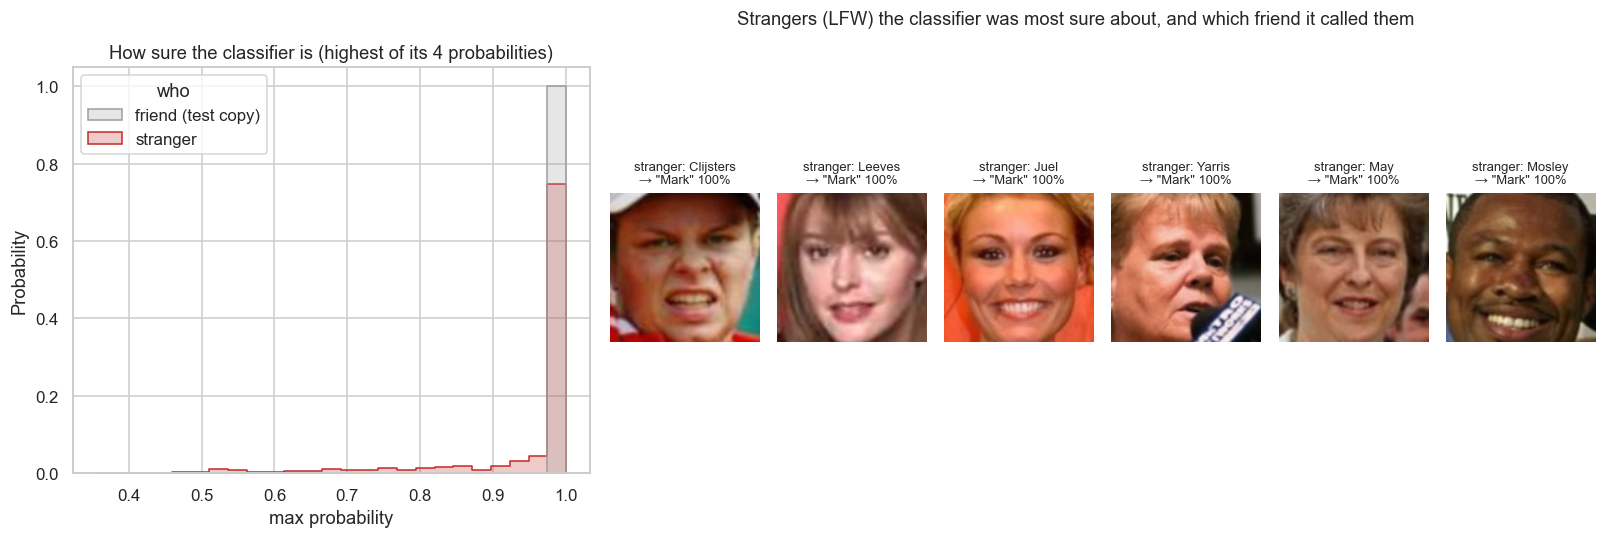 Strangers (LFW) the classifier was most sure about, and which friend it called them
How sure the classifier is (highest of its 4 probabilities)
who
friend (test copy)
stranger
Probability
1.0
0.8
0.6
0.4
0.2
0.0
0.4 0.5 0.6 0.7 0.8 0.9 1.0
max probability
stranger: Clijsters
→ "Mark" 100%
stranger: Leeves
→ "Mark" 100%
stranger: Juel
→ "Mark" 100%
stranger: Yarris
→ "Mark" 100%
stranger: May
→ "Mark" 100%
stranger: Mosley
→ "Mark" 100%